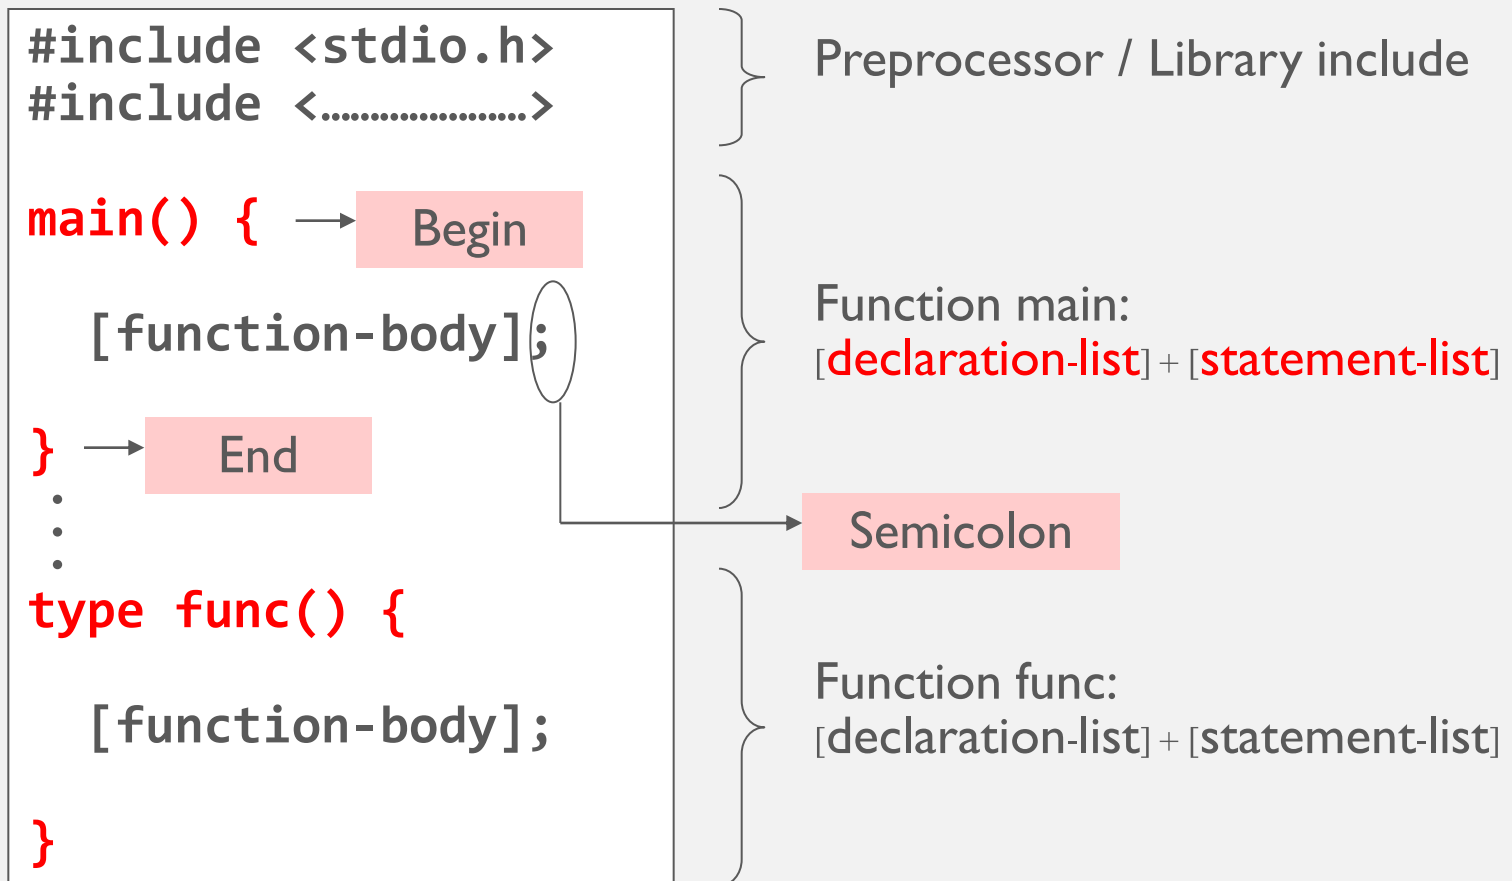 #include <stdio.h>
#include <.....................>
Preprocessor / Library include
main() {
Begin
[function-body];
Function main:
[declaration-list] + [statement-list]
}
End
.
.
.
Semicolon
type func() {
[function-body];
Function func:
[declaration-list] + [statement-list]
}